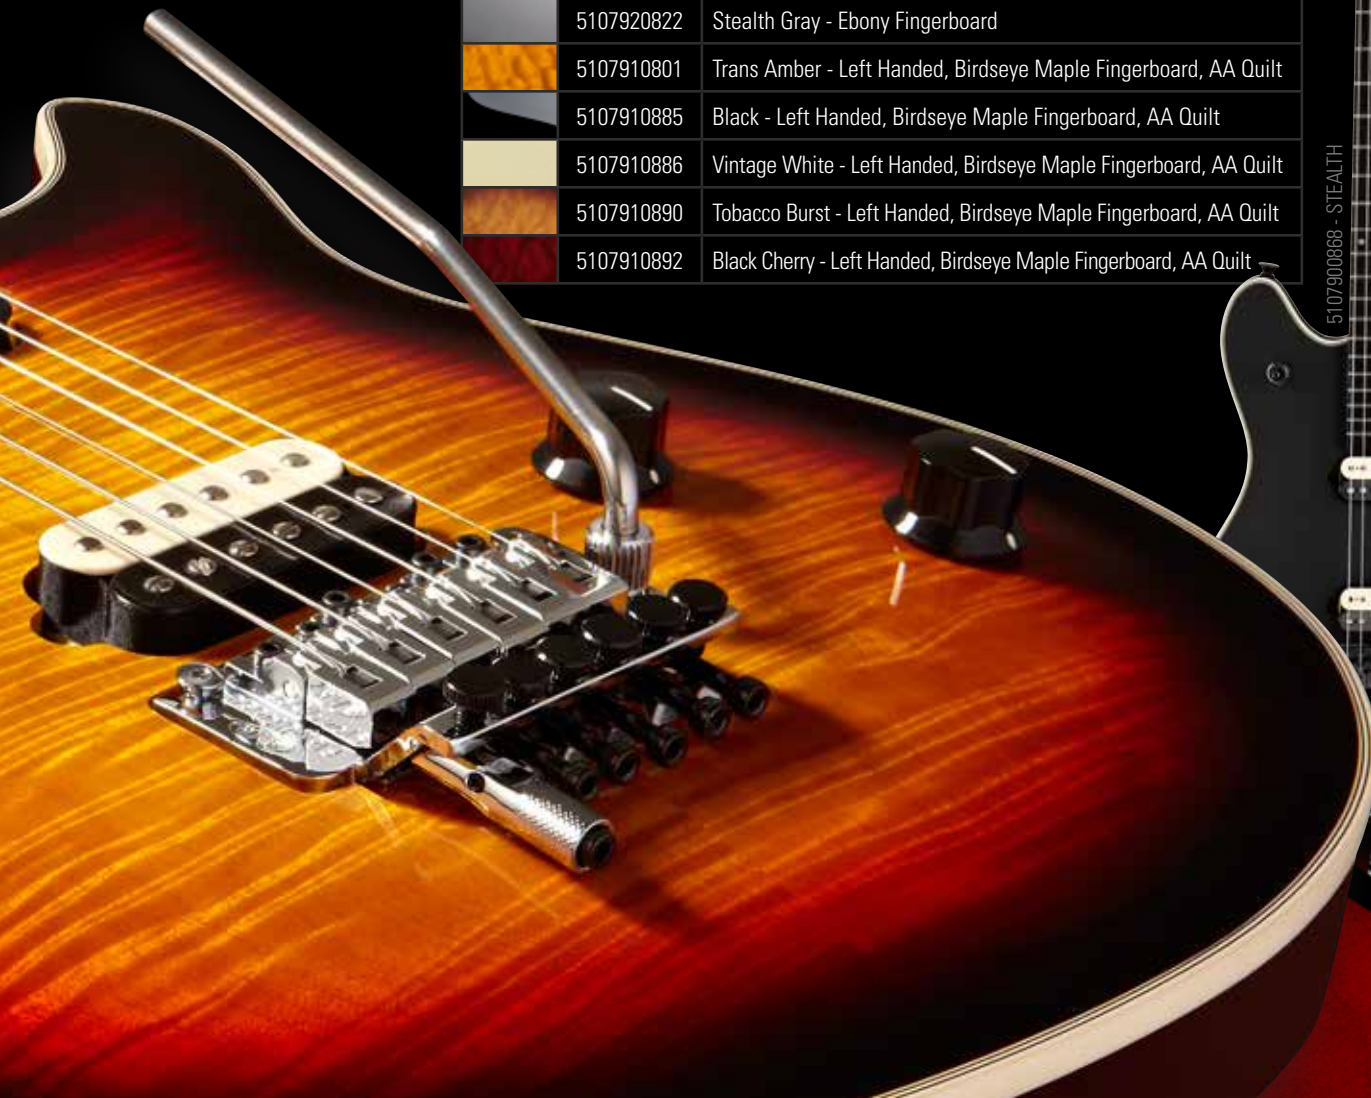 5107920822 Stealth Gray - Ebony Fingerboard
5107910801 Trans Amber - Left Handed, Birdseye Maple Fingerboard, AA Quilt
5107910885 Black - Left Handed, Birdseye Maple Fingerboard, AA Quilt
5107910886 Vintage White - Left Handed, Birdseye Maple Fingerboard, AA Quilt
5107910890 Tobacco Burst - Left Handed, Birdseye Maple Fingerboard, AA Quilt
5107910892 Black Cherry - Left Handed, Birdseye Maple Fingerboard, AA Quilt
5107900868 - STEALTH